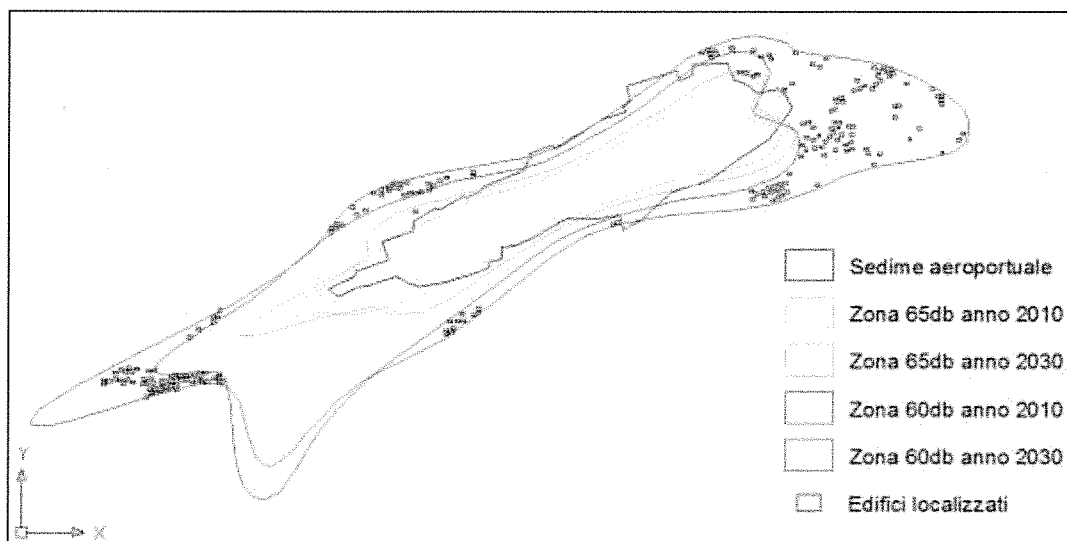 Sedime aeroportuale
Zona 65db anno 2010
Zona 65db anno 2030
Zona 60db anno 2010
Zona 60db anno 2030
Edifici localizzati
Y
X